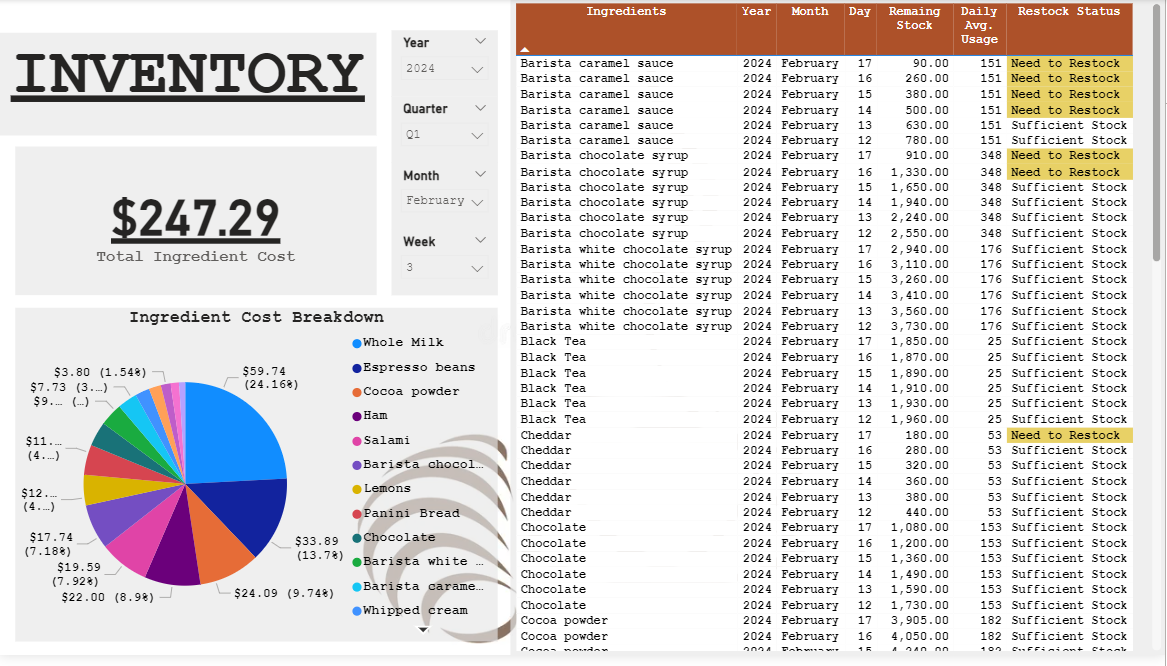 INVENTORY
$247.29
Total Ingredient Cost
Year
2024
Quarter
Q1
Month
February
Week
3
Ingredient Cost Breakdown
$59.74
(24.16%)
$33.89
(13.7%)
$24.09 (9.74%)
$22.00 (8.9%)
$19.59
(7.92%)
$17.74
(7.18%)
$12.…
(4.…)
$11.…
(4.…)
$9.… (…)
$7.73 (3.…)
$3.80 (1.54%)
Whole Milk
Espresso beans
Cocoa powder
Ham
Salami
Barista chocol…
Lemons
Panini Bread
Chocolate
Barista white …
Barista carame…
Whipped cream
Ingredients Year Month Day Remaing Stock Daily Avg. Usage Restock Status
Barista caramel sauce 2024 February 17 90.00 151 Need to Restock
Barista caramel sauce 2024 February 16 260.00 151 Need to Restock
Barista caramel sauce 2024 February 15 380.00 151 Need to Restock
Barista caramel sauce 2024 February 14 500.00 151 Need to Restock
Barista caramel sauce 2024 February 13 630.00 151 Sufficient Stock
Barista caramel sauce 2024 February 12 780.00 151 Sufficient Stock
Barista chocolate syrup 2024 February 17 910.00 348 Need to Restock
Barista chocolate syrup 2024 February 16 1,330.00 348 Need to Restock
Barista chocolate syrup 2024 February 15 1,650.00 348 Sufficient Stock
Barista chocolate syrup 2024 February 14 1,940.00 348 Sufficient Stock
Barista chocolate syrup 2024 February 13 2,240.00 348 Sufficient Stock
Barista chocolate syrup 2024 February 12 2,550.00 348 Sufficient Stock
Barista white chocolate syrup 2024 February 17 2,940.00 176 Sufficient Stock
Barista white chocolate syrup 2024 February 16 3,110.00 176 Sufficient Stock
Barista white chocolate syrup 2024 February 15 3,260.00 176 Sufficient Stock
Barista white chocolate syrup 2024 February 14 3,410.00 176 Sufficient Stock
Barista white chocolate syrup 2024 February 13 3,560.00 176 Sufficient Stock
Barista white chocolate syrup 2024 February 12 3,730.00 176 Sufficient Stock
Black Tea 2024 February 17 1,850.00 25 Sufficient Stock
Black Tea 2024 February 16 1,870.00 25 Sufficient Stock
Black Tea 2024 February 15 1,890.00 25 Sufficient Stock
Black Tea 2024 February 14 1,910.00 25 Sufficient Stock
Black Tea 2024 February 13 1,930.00 25 Sufficient Stock
Black Tea 2024 February 12 1,960.00 25 Sufficient Stock
Cheddar 2024 February 17 180.00 53 Need to Restock
Cheddar 2024 February 16 280.00 53 Sufficient Stock
Cheddar 2024 February 15 320.00 53 Sufficient Stock
Cheddar 2024 February 14 360.00 53 Sufficient Stock
Cheddar 2024 February 13 380.00 53 Sufficient Stock
Cheddar 2024 February 12 440.00 53 Sufficient Stock
Chocolate 2024 February 17 1,080.00 153 Sufficient Stock
Chocolate 2024 February 16 1,200.00 153 Sufficient Stock
Chocolate 2024 February 15 1,360.00 153 Sufficient Stock
Chocolate 2024 February 14 1,490.00 153 Sufficient Stock
Chocolate 2024 February 13 1,590.00 153 Sufficient Stock
Chocolate 2024 February 12 1,730.00 153 Sufficient Stock
Cocoa powder 2024 February 17 3,905.00 182 Sufficient Stock
Cocoa powder 2024 February 16 4,050.00 182 Sufficient Stock